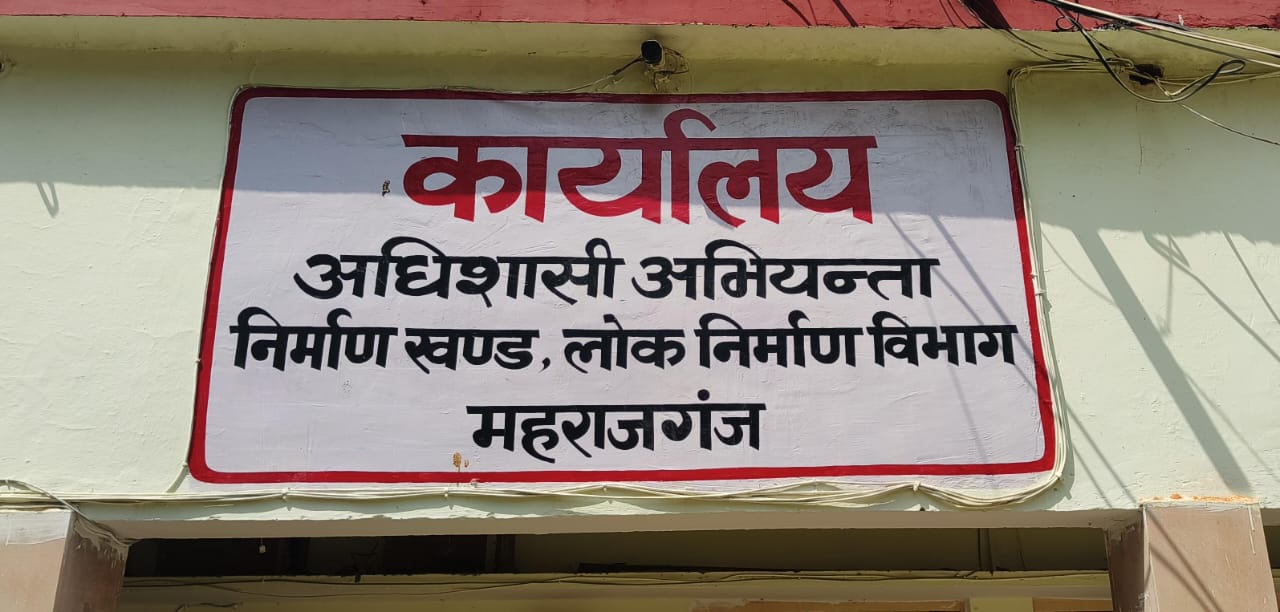 कार्यालय
अधिशासी अभियन्ता
निर्माण खण्ड, लोक निर्माण विभाग
महराजगंज